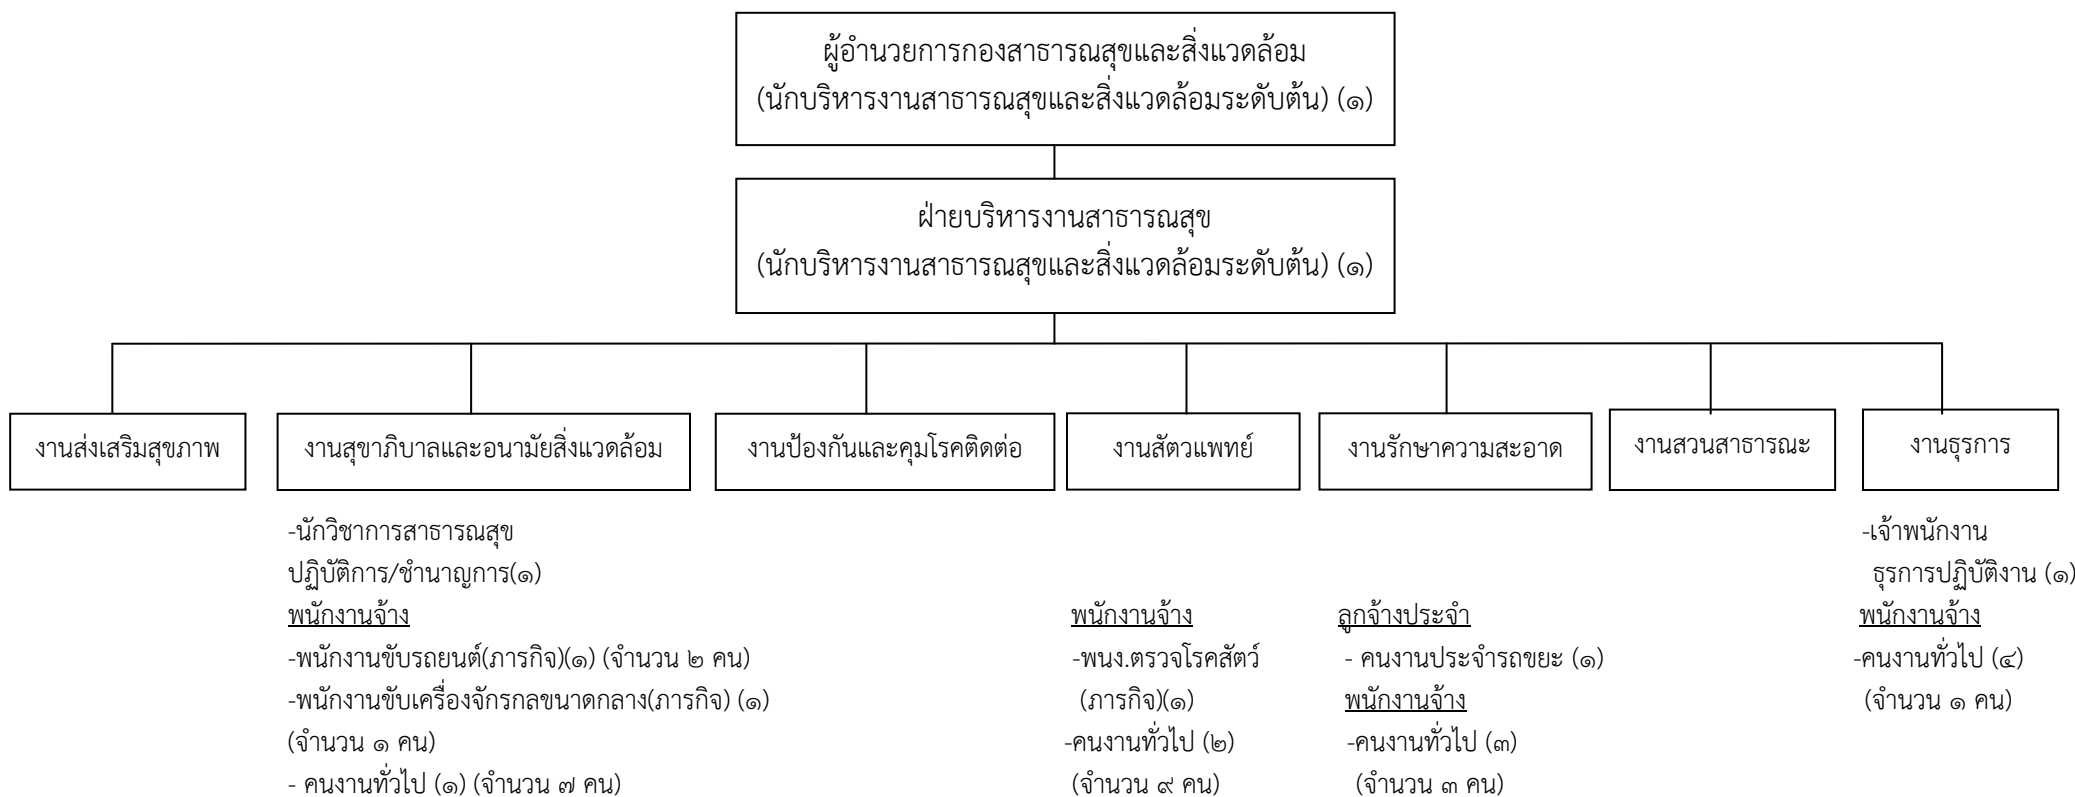 ผู้อำนวยการกองสาธารณสุขและสิ่งแวดล้อม
(นักบริหารงานสาธารณสุขและสิ่งแวดล้อมระดับต้น) (๑)
ฝ่ายบริหารงานสาธารณสุข
(นักบริหารงานสาธารณสุขและสิ่งแวดล้อมระดับต้น) (๑)
งานส่งเสริมสุขภาพ
งานสุขาภิบาลและอนามัยสิ่งแวดล้อม
งานป้องกันและคุมโรคติดต่อ
งานสัตวแพทย์
งานรักษาความสะอาด
งานสวนสาธารณะ
งานธุรการ
-นักวิชาการสาธารณสุข
ปฏิบัติการ/ชำนาญการ(๑)
พนักงานจ้าง
-พนักงานขับรถยนต์(ภารกิจ)(๑) (จำนวน ๒ คน)
-พนักงานขับเครื่องจักรกลขนาดกลาง(ภารกิจ) (๑)
(จำนวน ๑ คน)
- คนงานทั่วไป (๑) (จำนวน ๗ คน)
พนักงานจ้าง
-พนง.ตรวจโรคสัตว์
(ภารกิจ)(๑)
-คนงานทั่วไป (๒)
(จำนวน ๙ คน)
ลูกจ้างประจำ
- คนงานประจำรถขยะ (๑)
พนักงานจ้าง
-คนงานทั่วไป (๓)
(จำนวน ๓ คน)
-เจ้าพนักงาน
ธุรการปฏิบัติงาน (๑)
พนักงานจ้าง
-คนงานทั่วไป (๔)
(จำนวน ๑ คน)